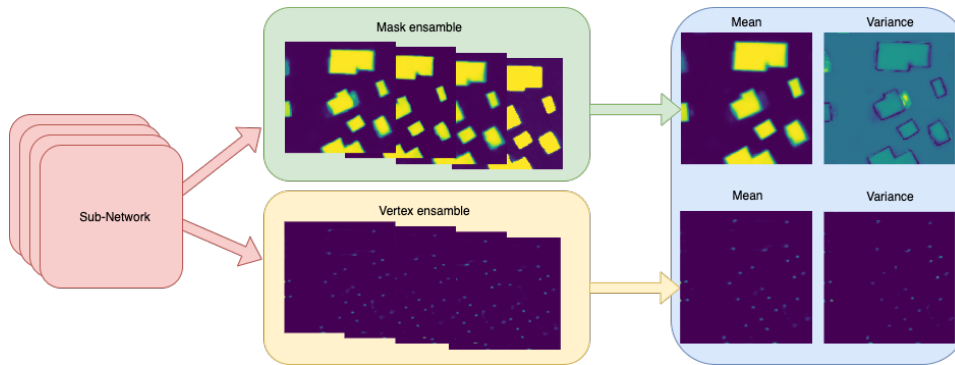 Sub-Network
Mask ensamble
Vertex ensamble
Mean
Variance
Mean
Variance